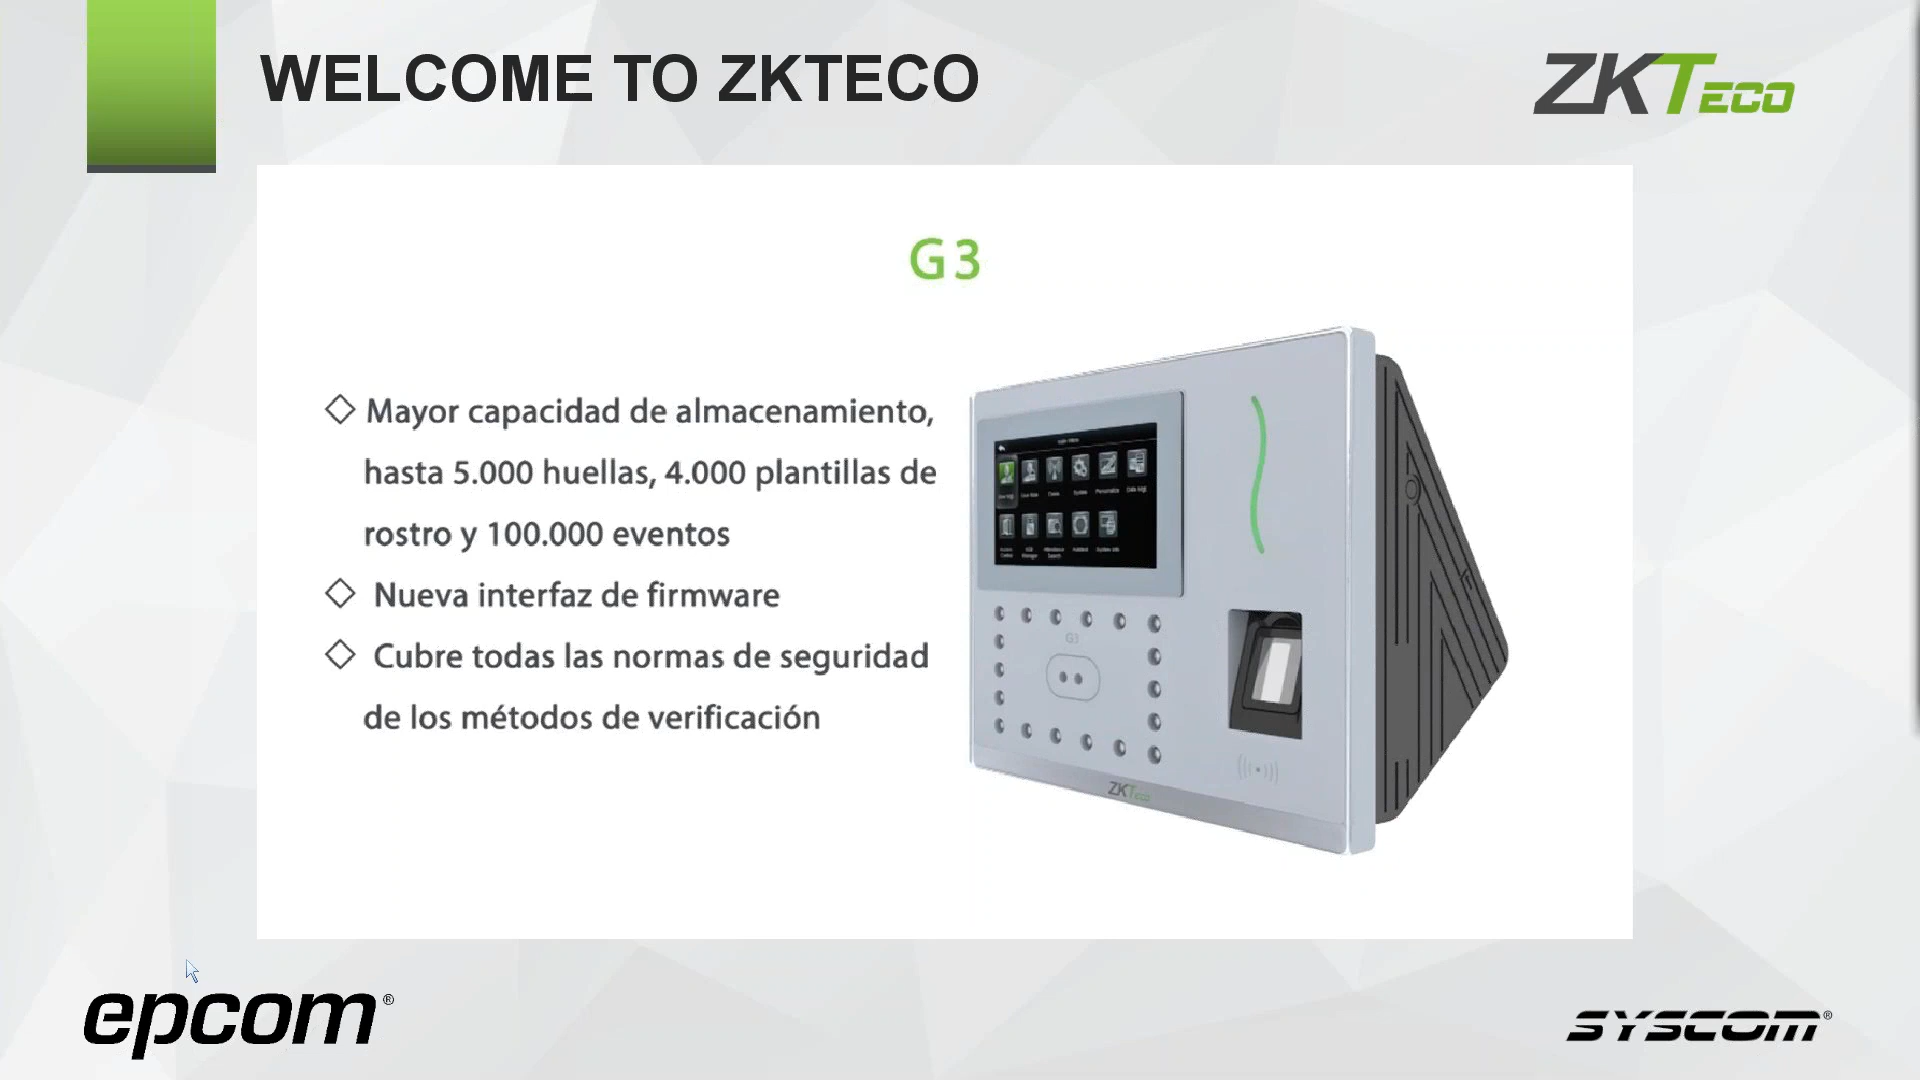 WELCOME TO ZKTECO
ZKTECO
G3
◇ Mayor capacidad de almacenamiento,
hasta 5.000 huellas, 4.000 plantillas de
rostro y 100.000 eventos
◇ Nueva interfaz de firmware
◇ Cubre todas las normas de seguridad
de los métodos de verificación
G3
ZKTeco
epcom®
SYSCOM®